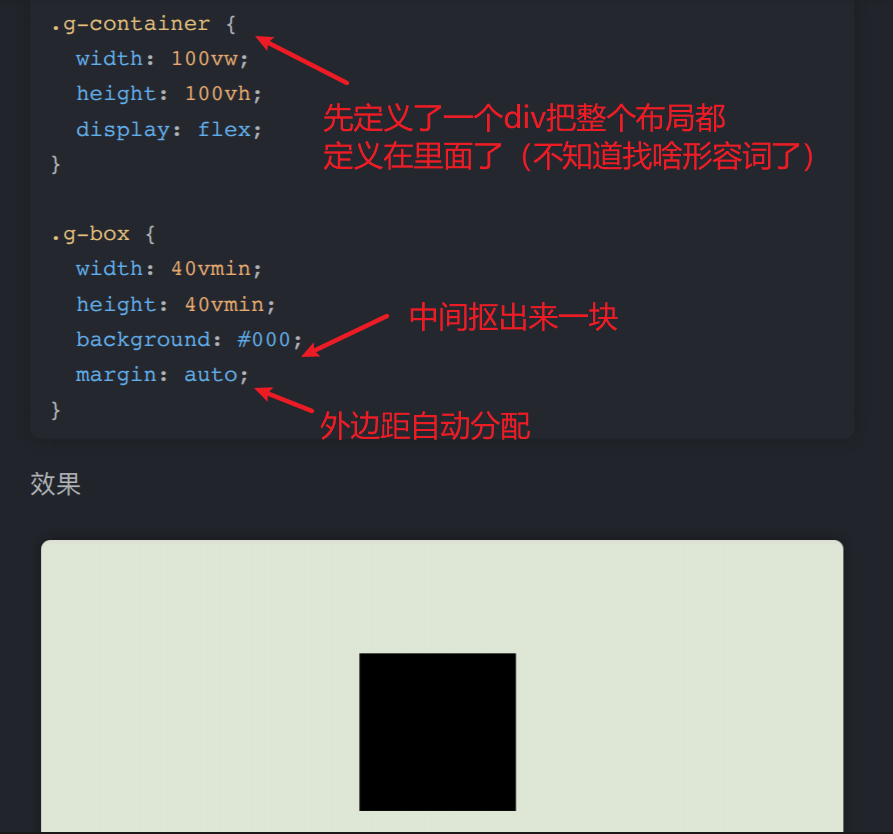 .g-container {
width: 100vw;
height: 100vh;
display: flex;
}
先定义了一个div把整个布局都
定义在里面了（不知道找啥形容词了）
.g-box {
width: 40vmin;
height: 40vmin;
background: #000;
margin: auto;
}
中间抠出来一块
外边距自动分配
效果